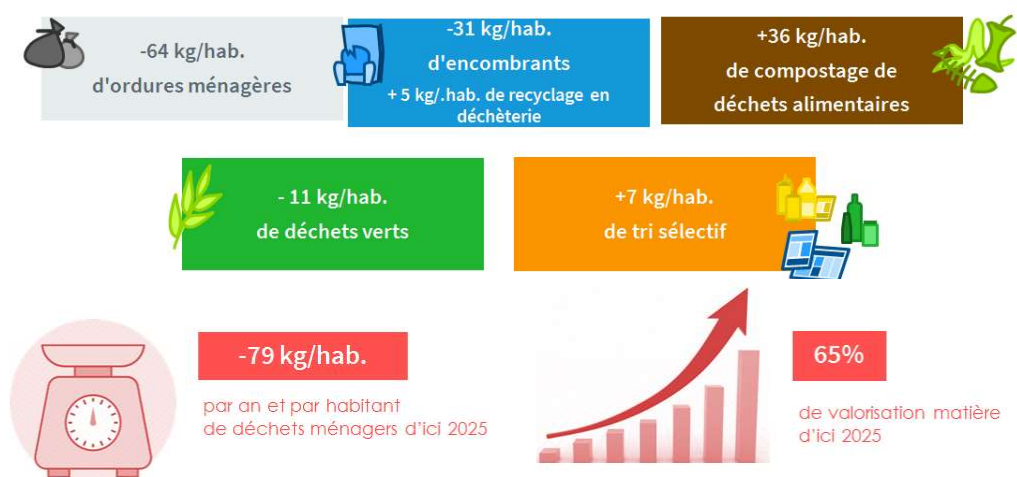 -64 kg/hab.
d'ordures ménagères
-31 kg/hab.
d'encombrants
+ 5 kg/.hab. de recyclage en
déchèterie
+36 kg/hab.
de compostage de
déchets alimentaires
- 11 kg/hab.
de déchets verts
+7 kg/hab.
de tri sélectif
-79 kg/hab.
par an et par habitant
de déchets ménagers d'ici 2025
65%
de valorisation matière
d'ici 2025